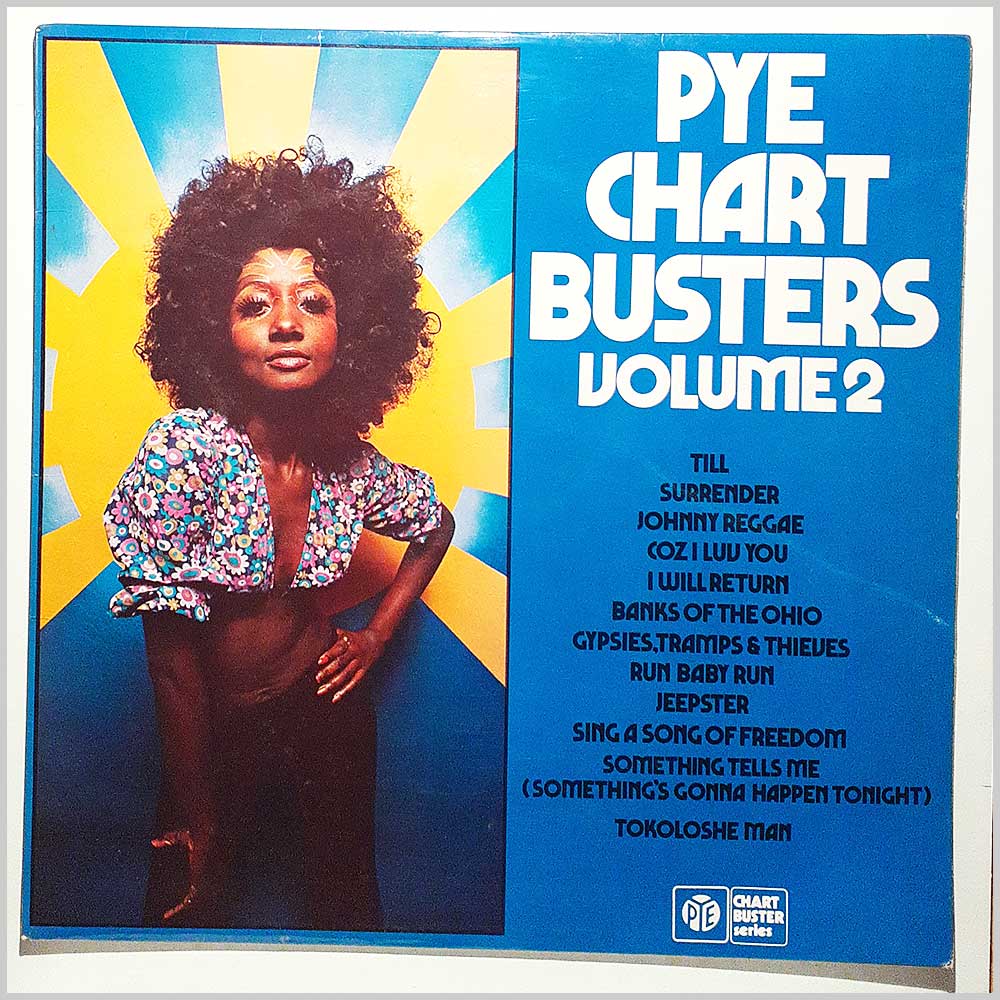 PYE
CHART
BUSTERS
VOLUME 2
TILL
SURRENDER
JOHNNY REGGAE
COZ I LUV YOU
I WILL RETURN
BANKS OF THE OHIO
GYPSIES, TRAMPS & THIEVES
RUN BABY RUN
JEEPSTER
SING A SONG OF FREEDOM
SOMETHING TELLS ME
(SOMETHING'S GONNA HAPPEN TONIGHT)
TOKOLOSHE MAN
PYE
CHART
BUSTER
series